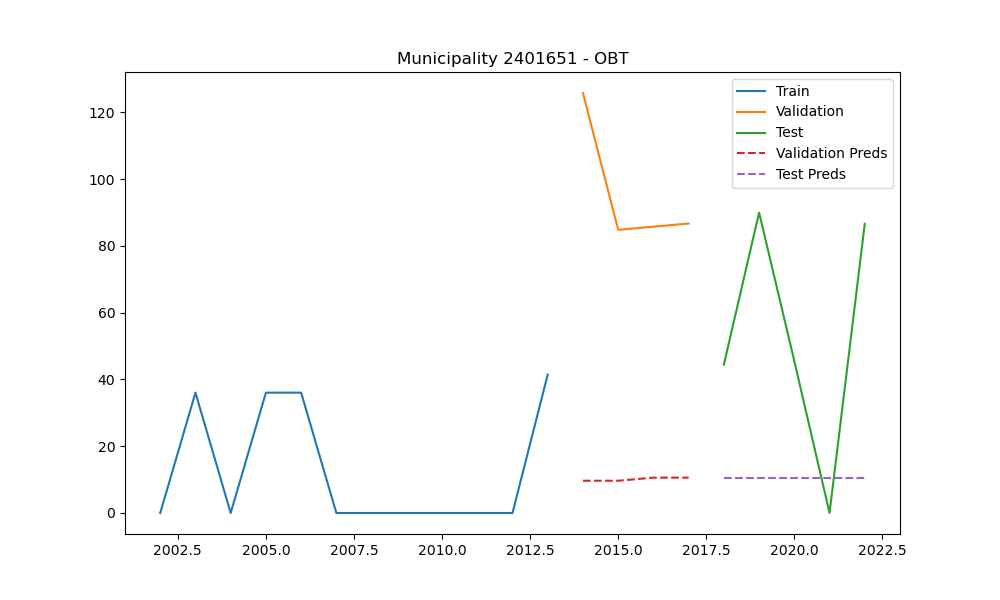 Municipality 2401651 - OBT
Train
Validation
Test
Validation Preds
Test Preds
120
100
80
60
40
20
0
2002.5 2005.0 2007.5 2010.0 2012.5 2015.0 2017.5 2020.0 2022.5